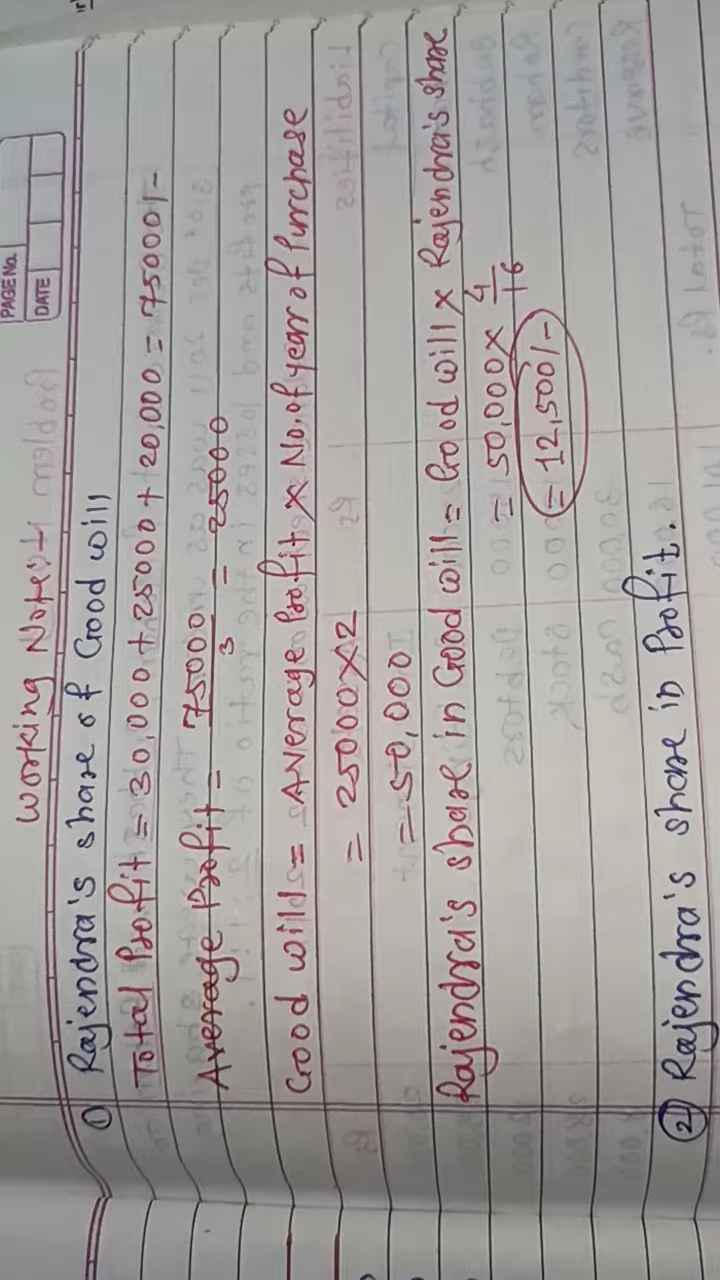 PAGE No.
DATE
Working Notes:-
① Rajendra's share of Good will
Total Profit = 30,000 + 25000 + 20,000 = 75000/-
Average Profit = 75000/3 = 25000
Good will = Average Profit × No. of year of Purchase
= 25000 × 2
= 50,000
Rajendra's share in Good will = Good will × Rajendra's share
= 50,000 × 4/16
= 12,500/-
② Rajendra's share in Profit.